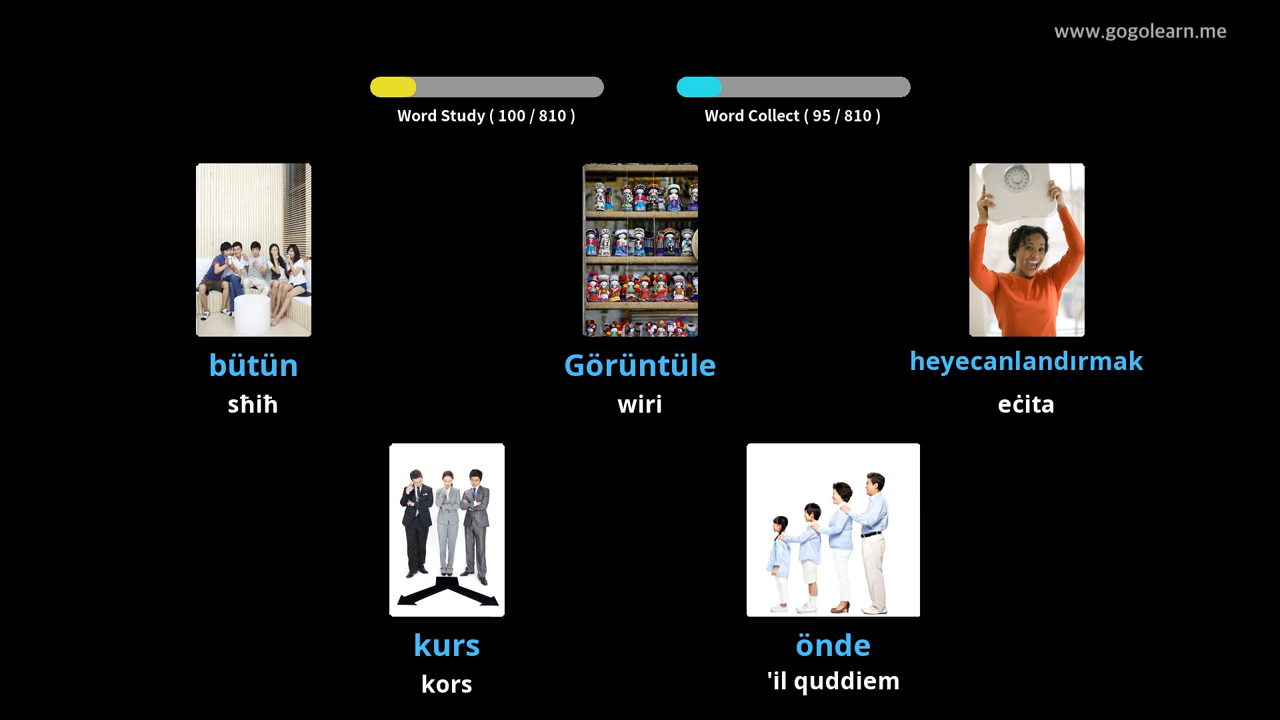 www.gogolearn.me
Word Study ( 100 / 810 )
Word Collect ( 95 / 810 )
bütün
sħiħ
Görüntüle
wiri
heyecanlandırmak
eċita
kurs
kors
önde
'il quddiem